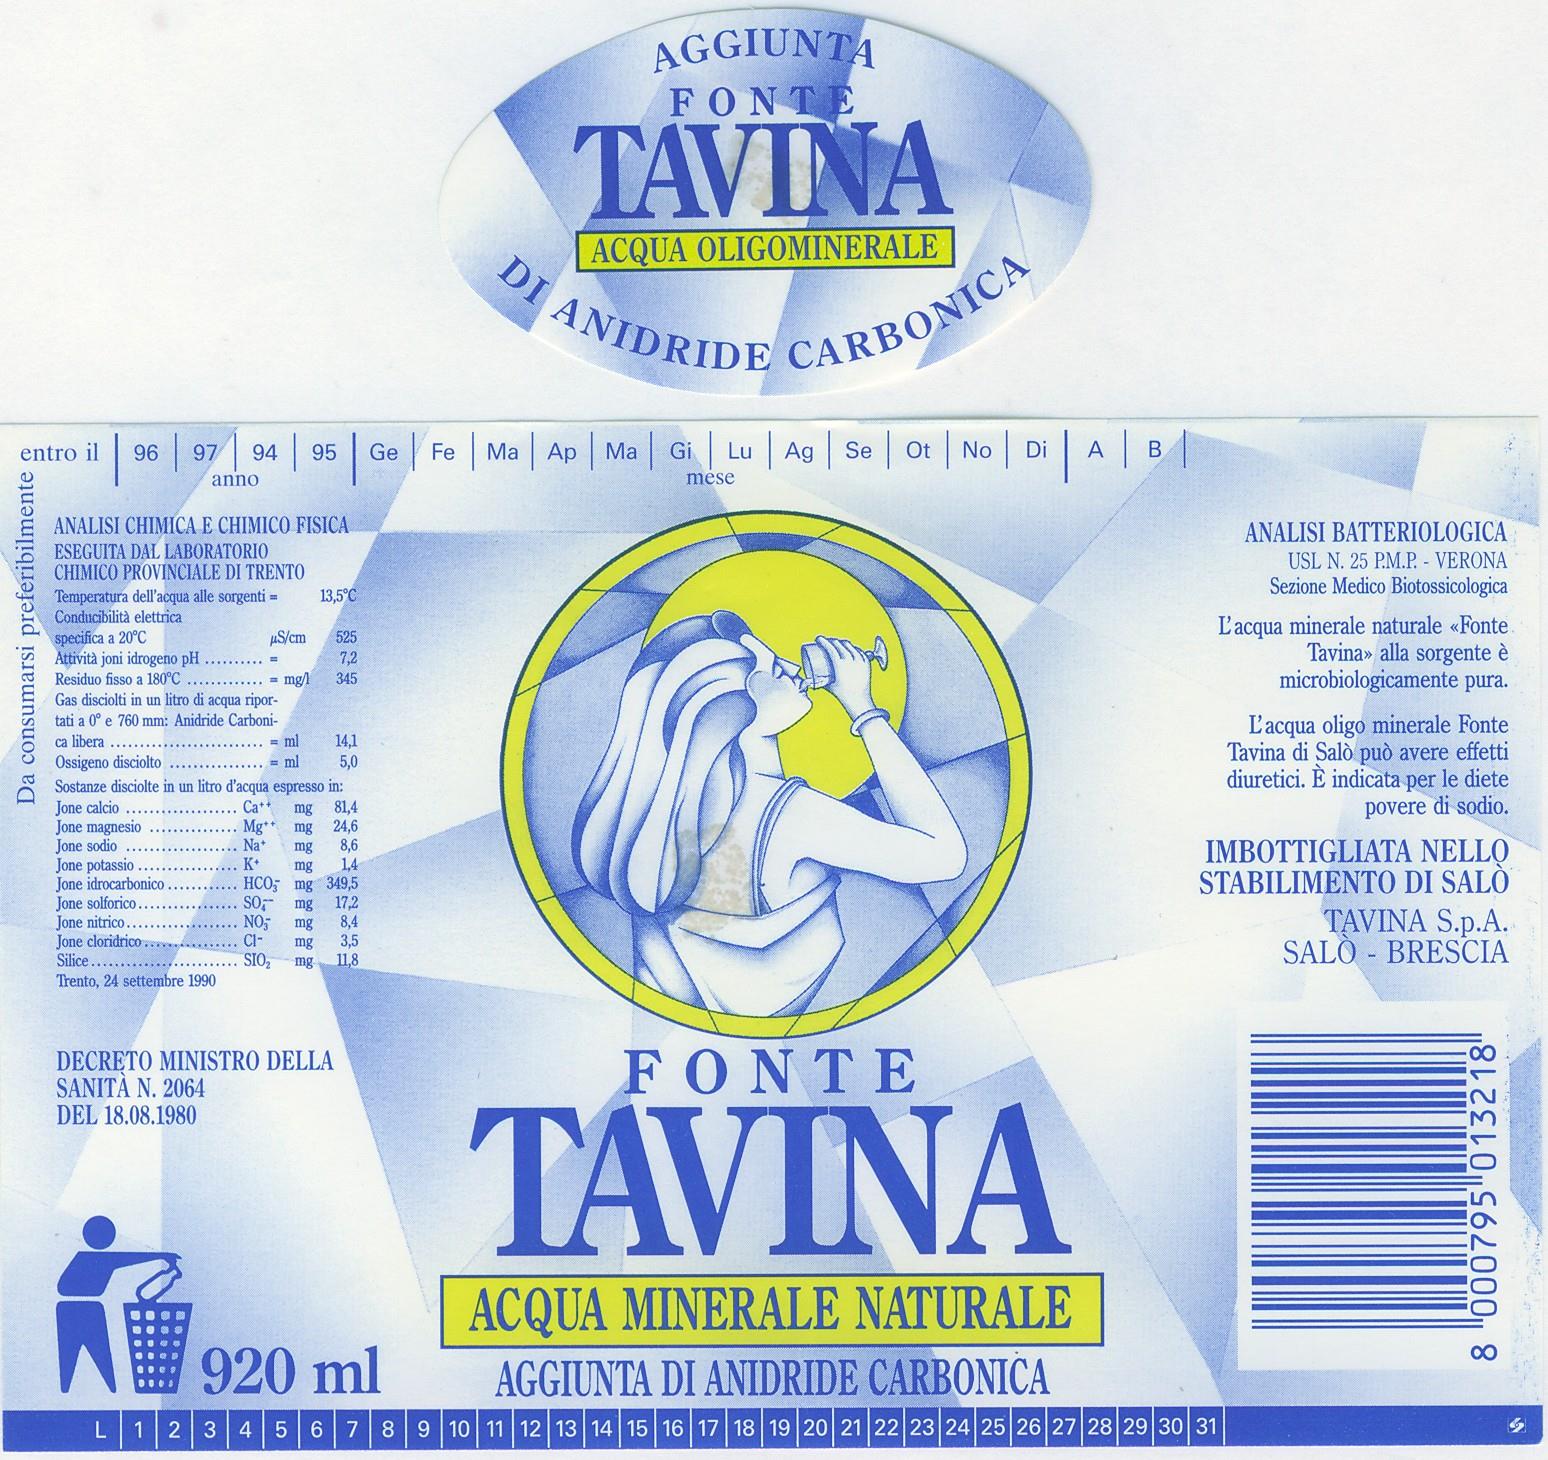 AGGIUNTA
FONTE
TAVINA
ACQUA OLIGOMINERALE
DI ANIDRIDE CARBONICA
entro il 96 97 94 95 Ge Fe Ma Ap Ma Gi Lu Ag Se Ot No Di A B
anno mese
Da consumarsi preferibilmente
ANALISI CHIMICA E CHIMICO FISICA
ESEGUITA DAL LABORATORIO
CHIMICO PROVINCIALE DI TRENTO
Temperatura dell'acqua alle sorgenti = 13,5°C
Conducibilità elettrica
specifica a 20°C µS/cm 525
Attività joni idrogeno pH .......... = 7,2
Residuo fisso a 180°C ............. = mg/l 345
Gas disciolti in un litro di acqua ripor-
tati a 0° e 760 mm: Anidride Carboni-
ca libera .......................... = ml 14,1
Ossigeno disciolto ................ = ml 5,0
Sostanze disciolte in un litro d'acqua espresso in:
Jone calcio ................... Ca⁺⁺ mg 81,4
Jone magnesio ............... Mg⁺⁺ mg 24,6
Jone sodio ................... Na⁺ mg 8,6
Jone potassio ................. K⁺ mg 1,4
Jone idrocarbonico ............ HCO₃⁻ mg 349,5
Jone solforico ................. SO₄⁻⁻ mg 17,2
Jone nitrico ................... NO₃⁻ mg 8,4
Jone cloridrico ................ Cl⁻ mg 3,5
Silice ......................... SIO₂ mg 11,8
Trento, 24 settembre 1990
DECRETO MINISTRO DELLA
SANITÀ N. 2064
DEL 18.08.1980
920 ml
FONTE
TAVINA
ACQUA MINERALE NATURALE
AGGIUNTA DI ANIDRIDE CARBONICA
ANALISI BATTERIOLOGICA
USL N. 25 P.M.P. - VERONA
Sezione Medico Biotossicologica
L'acqua minerale naturale «Fonte
Tavina» alla sorgente è
microbiologicamente pura.
L'acqua oligo minerale Fonte
Tavina di Salò può avere effetti
diuretici. È indicata per le diete
povere di sodio.
IMBOTTIGLIATA NELLO
STABILIMENTO DI SALÒ
TAVINA S.p.A.
SALÒ - BRESCIA
8 000795 013218
L 1 2 3 4 5 6 7 8 9 10 11 12 13 14 15 16 17 18 19 20 21 22 23 24 25 26 27 28 29 30 31